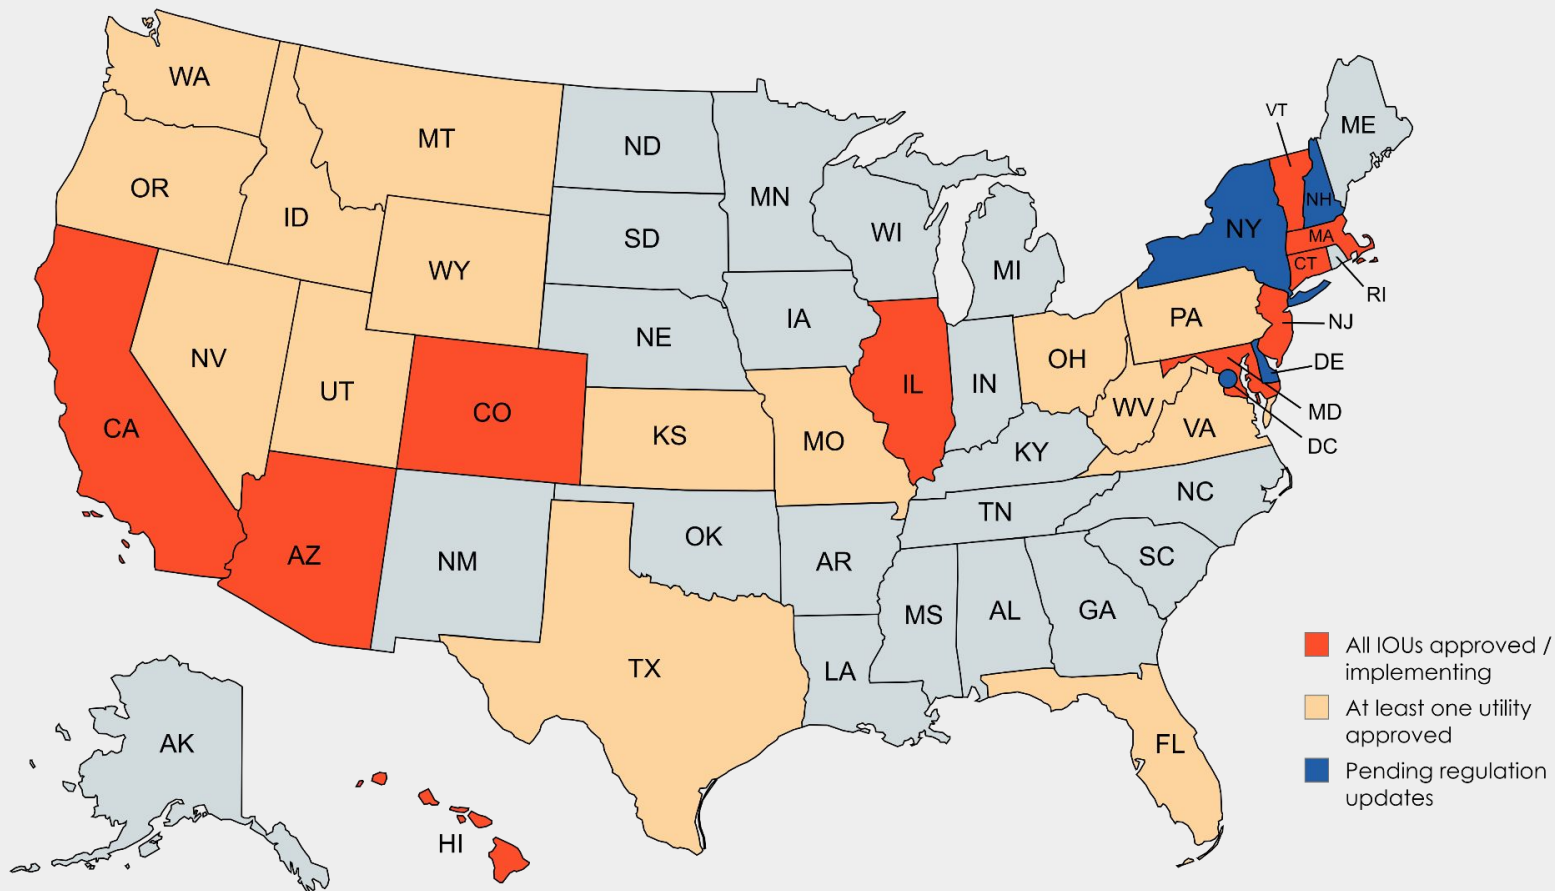 WA
MT
ND
MN
VT
ME
OR
ID
SD
WI
NH
NY
MA
WY
MI
CT
RI
IA
PA
NJ
NE
NV
OH
DE
UT
IL
IN
CO
WV
MD
CA
KS
MO
VA
DC
KY
NC
TN
AZ
NM
OK
AR
SC
MS
AL
GA
TX
LA
All IOUs approved /
implementing
At least one utility
approved
AK
FL
Pending regulation
updates
HI